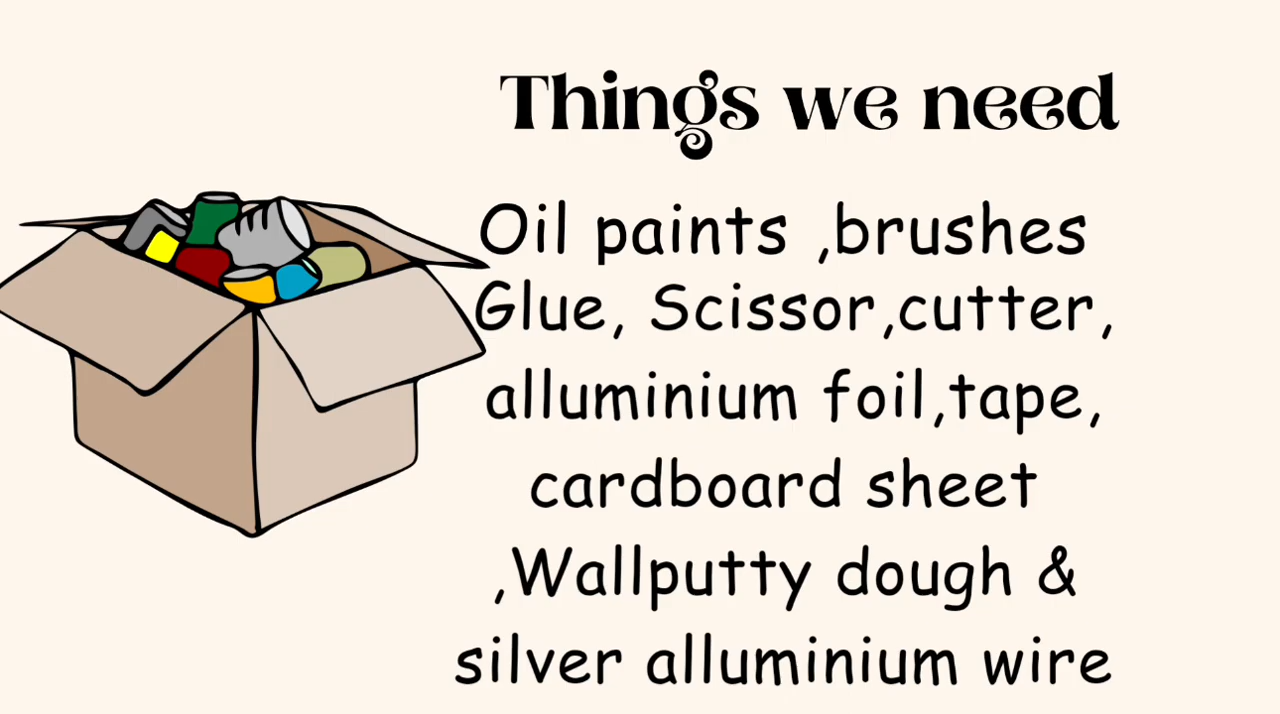 Things we need
Oil paints ,brushes
Glue, Scissor,cutter,
alluminium foil,tape,
cardboard sheet
,Wallputty dough &
silver alluminium wire